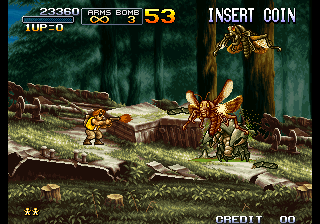 23360
ARMS BOMB
∞ 3
53
INSERT COIN
1UP=0
CREDIT 00